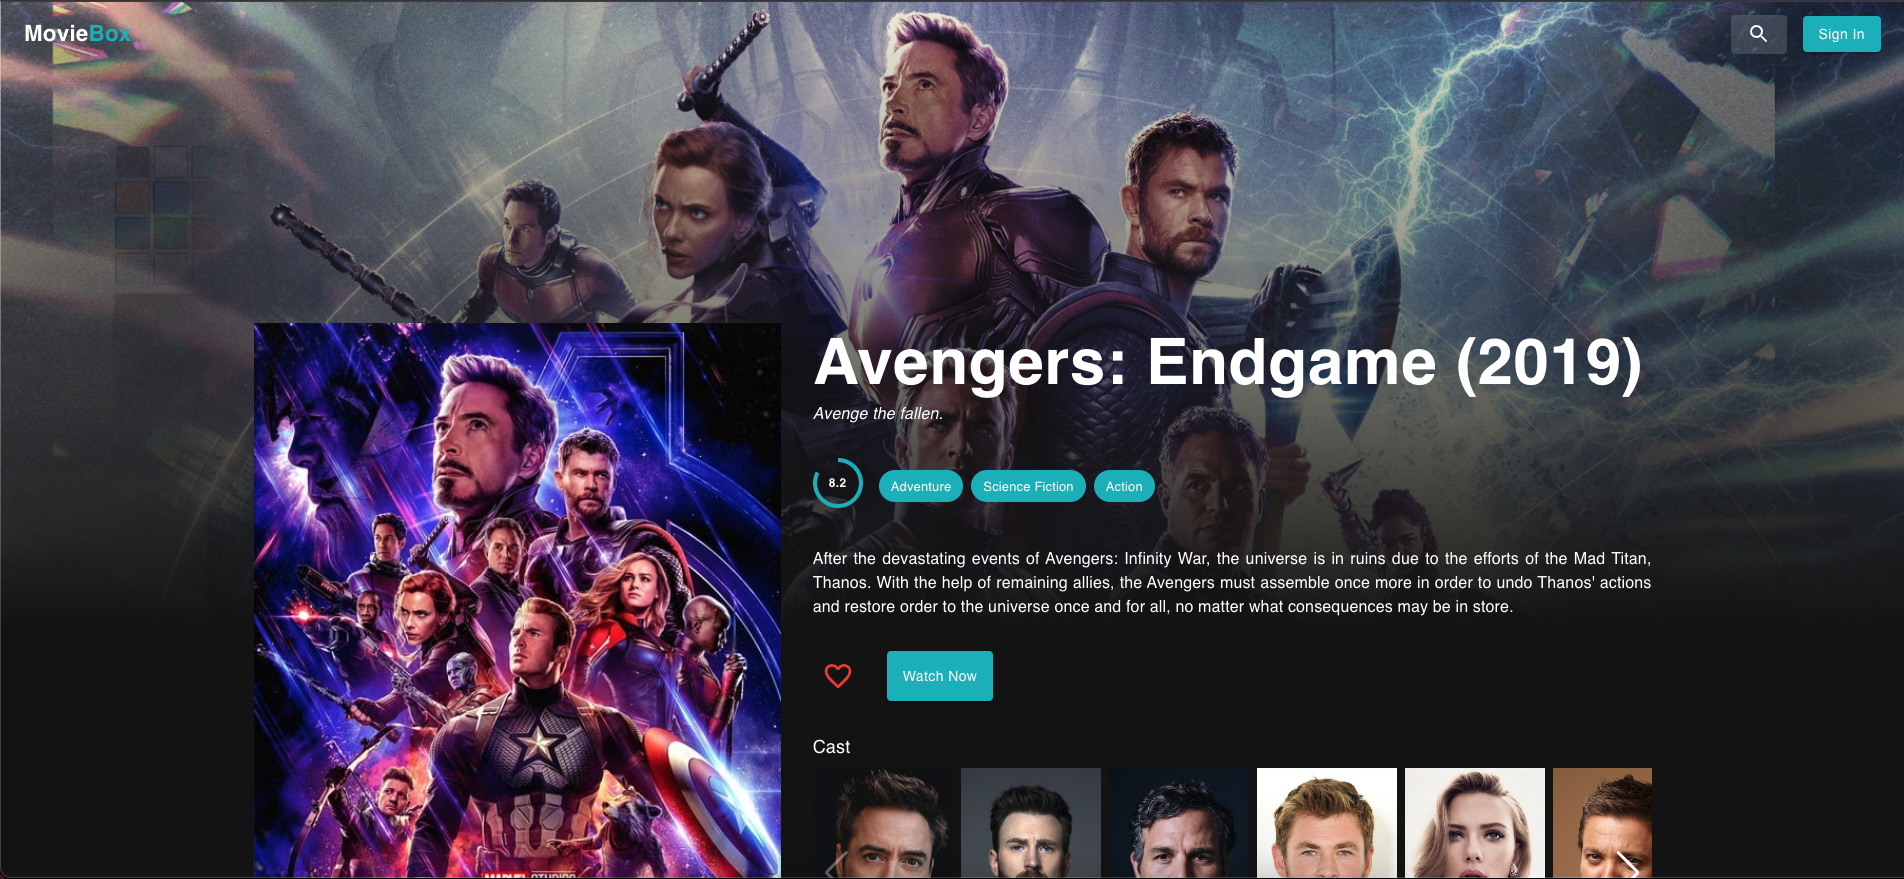 MovieBox
Sign In
Avengers: Endgame (2019)
Avenge the fallen.
8.2
Adventure
Science Fiction
Action
After the devastating events of Avengers: Infinity War, the universe is in ruins due to the efforts of the Mad Titan,
Thanos. With the help of remaining allies, the Avengers must assemble once more in order to undo Thanos' actions
and restore order to the universe once and for all, no matter what consequences may be in store.
Watch Now
Cast
MARVEL STUDIOS